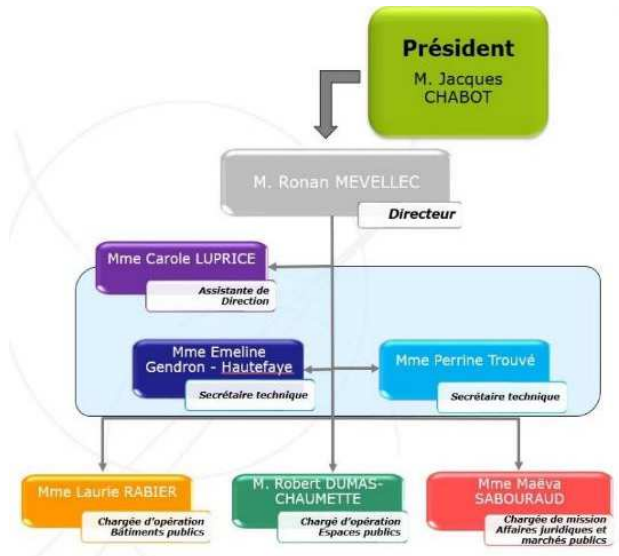 Président
M. Jacques
CHABOT
M. Ronan MEVELLEC
Directeur
Mme Carole LUPRICE
Assistante de
Direction
Mme Emeline
Gendron - Hautefaye
Secrétaire technique
Mme Perrine Trouvé
Secrétaire technique
Mme Laurie RABIER
Chargée d'opération
Bâtiments publics
M. Robert DUMAS-
CHAUMETTE
Chargé d'opération
Espaces publics
Mme Maëva
SABOURAUD
Chargée de mission
Affaires juridiques et
marchés publics